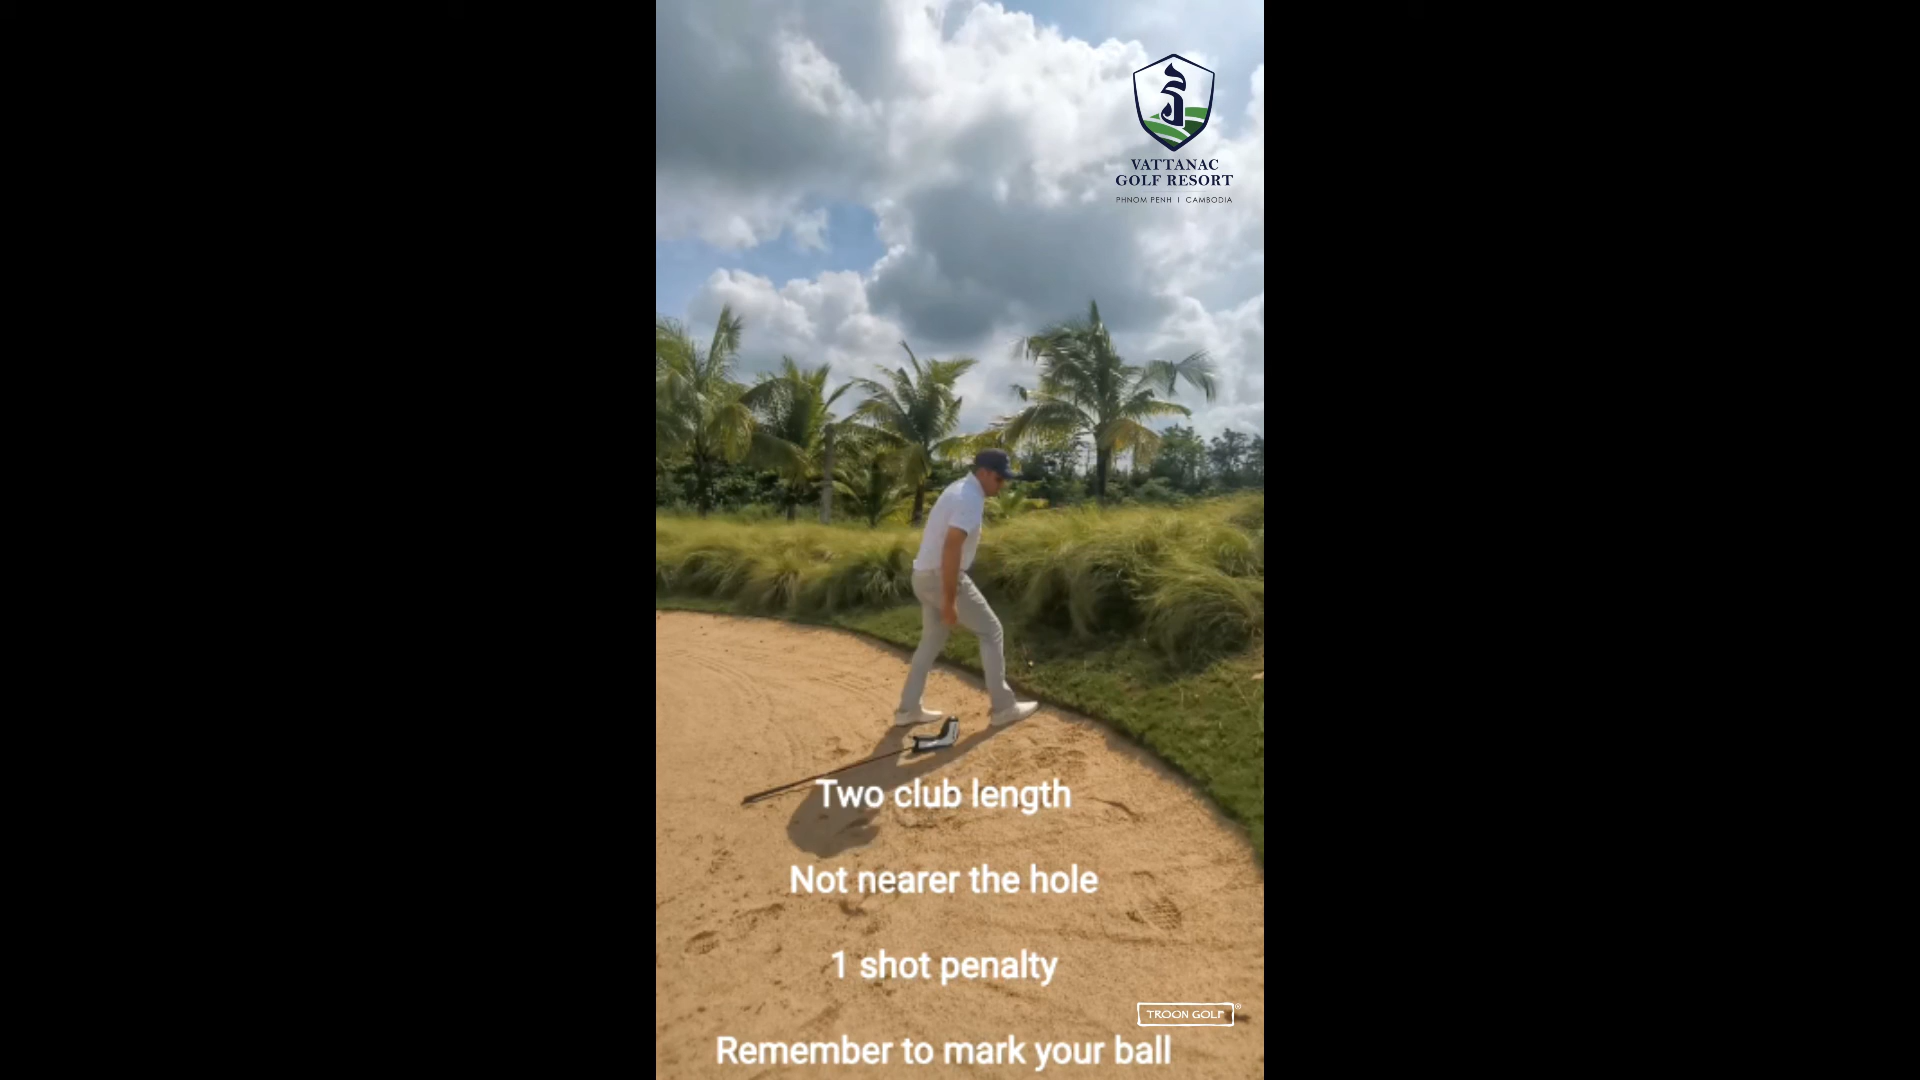 VATTANAC
GOLF RESORT
PHNOM PENH | CAMBODIA
Two club length
Not nearer the hole
1 shot penalty
TROON GOLF®
Remember to mark your ball